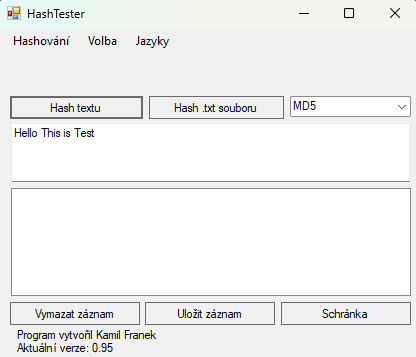 HashTester
Hashování Volba Jazyky
Hash textu Hash .txt souboru MD5
Hello This is Test
Vymazat záznam Uložit záznam Schránka
Program vytvořil Kamil Franek
Aktuální verze: 0.95